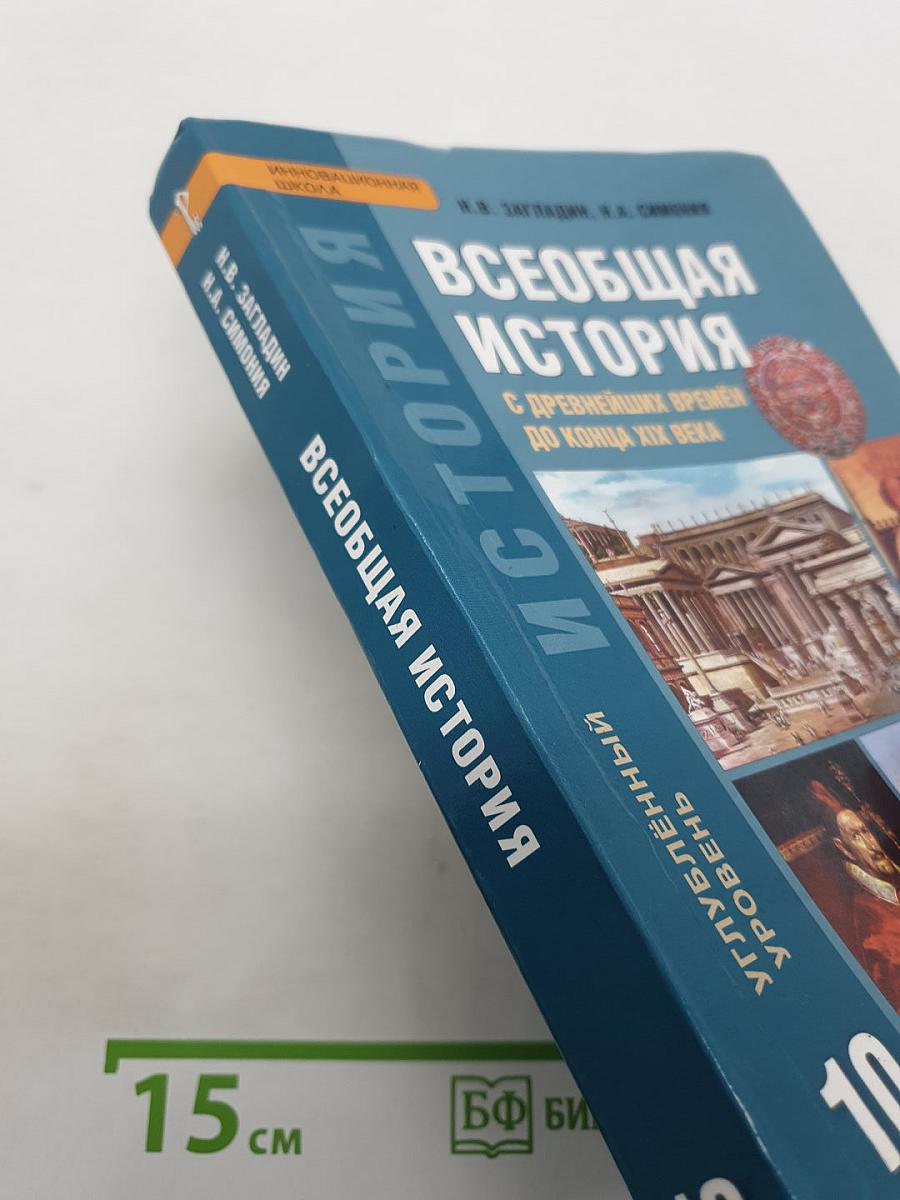 ИННОВАЦИОННАЯ
ШКОЛА
Н.В. ЗАГЛАДИН, Н.А. СИМОНИЯ
ВСЕОБЩАЯ
ИСТОРИЯ
С ДРЕВНЕЙШИХ ВРЕМЁН
ДО КОНЦА XIX ВЕКА
ИСТОРИЯ
УГЛУБЛЁННЫЙ
УРОВЕНЬ
10
Н.В. ЗАГЛАДИН
Н.А. СИМОНИЯ
ВСЕОБЩАЯ ИСТОРИЯ
15 см
БФ